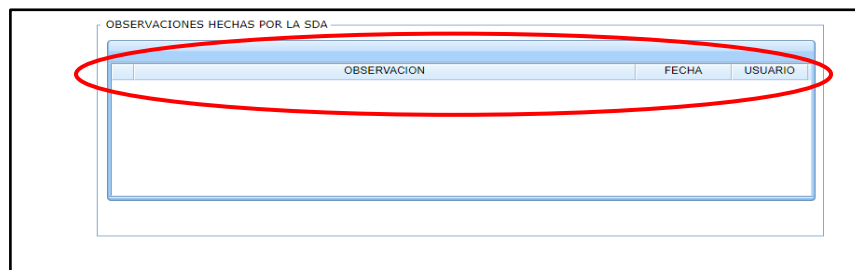 OBSERVACIONES HECHAS POR LA SDA
OBSERVACION FECHA USUARIO